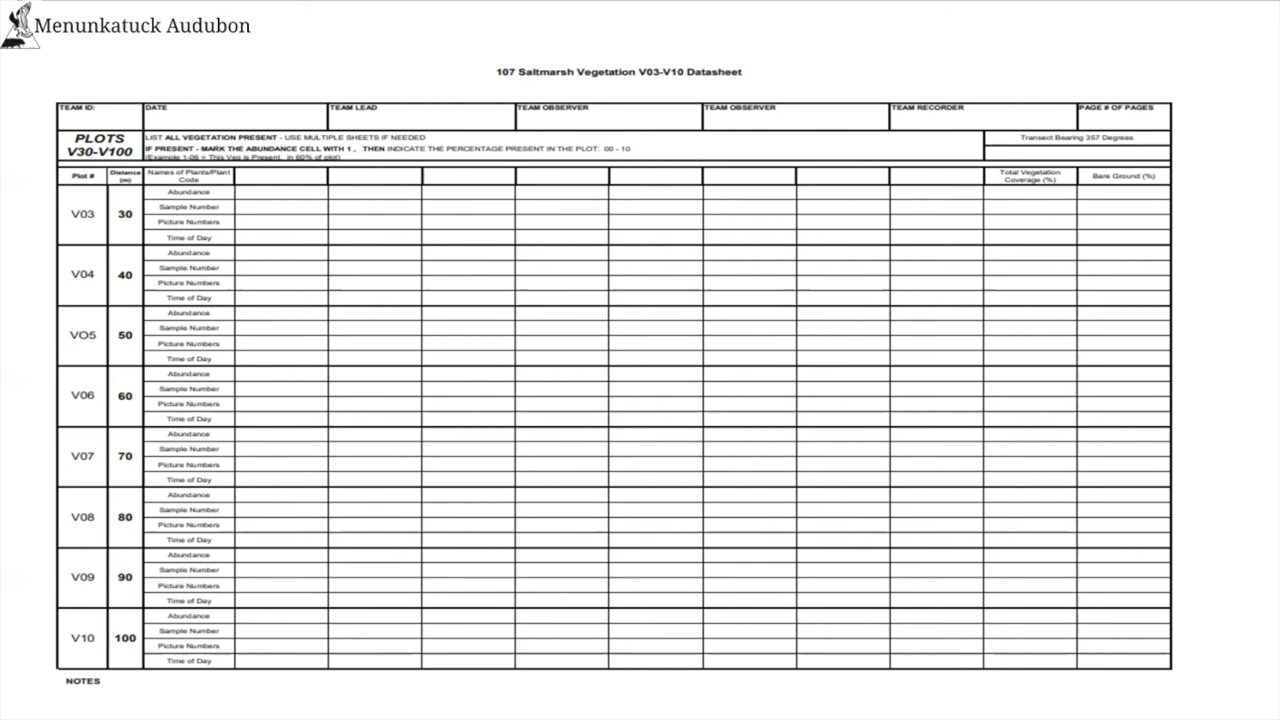 Menunkatuck Audubon
107 Saltmarsh Vegetation V03-V10 Datasheet
TEAM ID: DATE TEAM LEAD TEAM OBSERVER TEAM OBSERVER TEAM RECORDER PAGE # OF PAGES
PLOTS
V30-V100
LIST ALL VEGETATION PRESENT - USE MULTIPLE SHEETS IF NEEDED
IF PRESENT - MARK THE ABUNDANCE CELL WITH 1 , THEN INDICATE THE PERCENTAGE PRESENT IN THE PLOT: 00 - 10
(Example 1-06 = This Veg is Present, in 60% of plot)
Transect Bearing 357 Degrees
Plot #
Distance
(m)
Names of Plants/Plant
Code
Total Vegetation
Coverage (%)
Bare Ground (%)
V03 30
Abundance
Sample Number
Picture Numbers
Time of Day
V04 40
Abundance
Sample Number
Picture Numbers
Time of Day
VO5 50
Abundance
Sample Number
Picture Numbers
Time of Day
V06 60
Abundance
Sample Number
Picture Numbers
Time of Day
V07 70
Abundance
Sample Number
Picture Numbers
Time of Day
V08 80
Abundance
Sample Number
Picture Numbers
Time of Day
V09 90
Abundance
Sample Number
Picture Numbers
Time of Day
V10 100
Abundance
Sample Number
Picture Numbers
Time of Day
NOTES